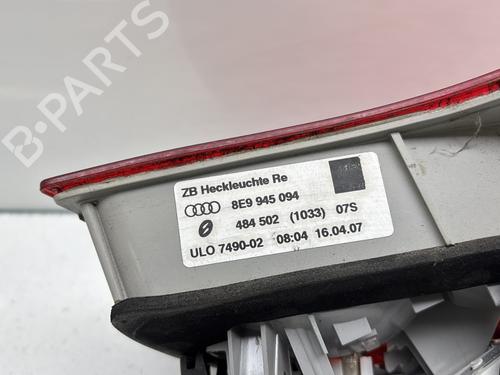 B-PARTS
ZB Heckleuchte Re
8E9 945 094
484 502 (1033) 07S
ULO 7490-02 08:04 16.04.07